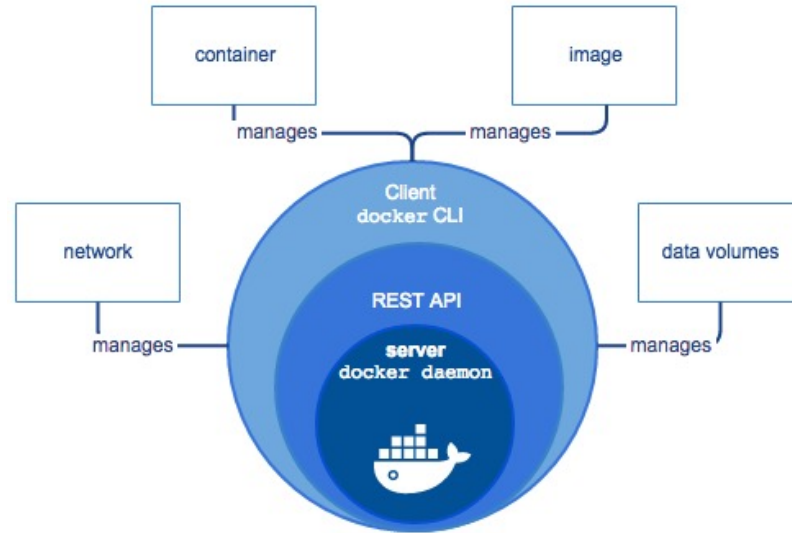 container
image
manages
manages
Client
docker CLI
network
data volumes
REST API
manages
server
manages
docker daemon